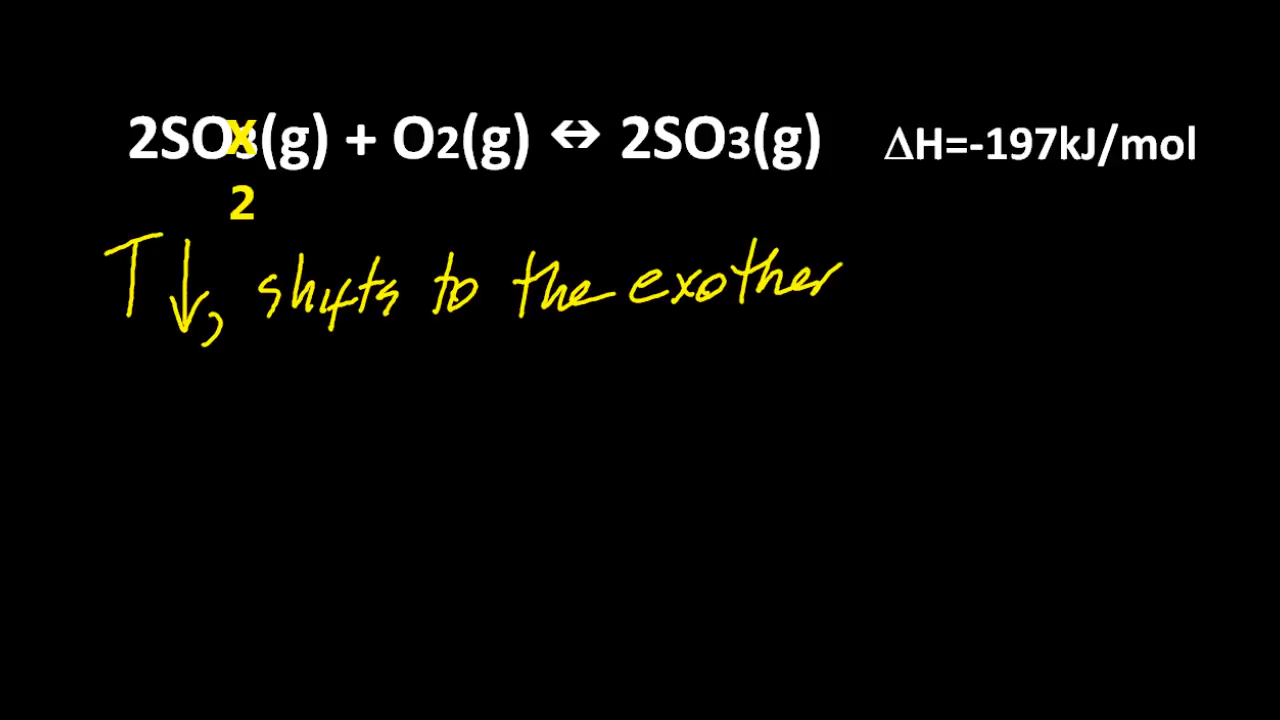 2SO3(g) + O2(g) ↔ 2SO3(g) ΔH=-197kJ/mol
x
2
T↓, shifts to the exother